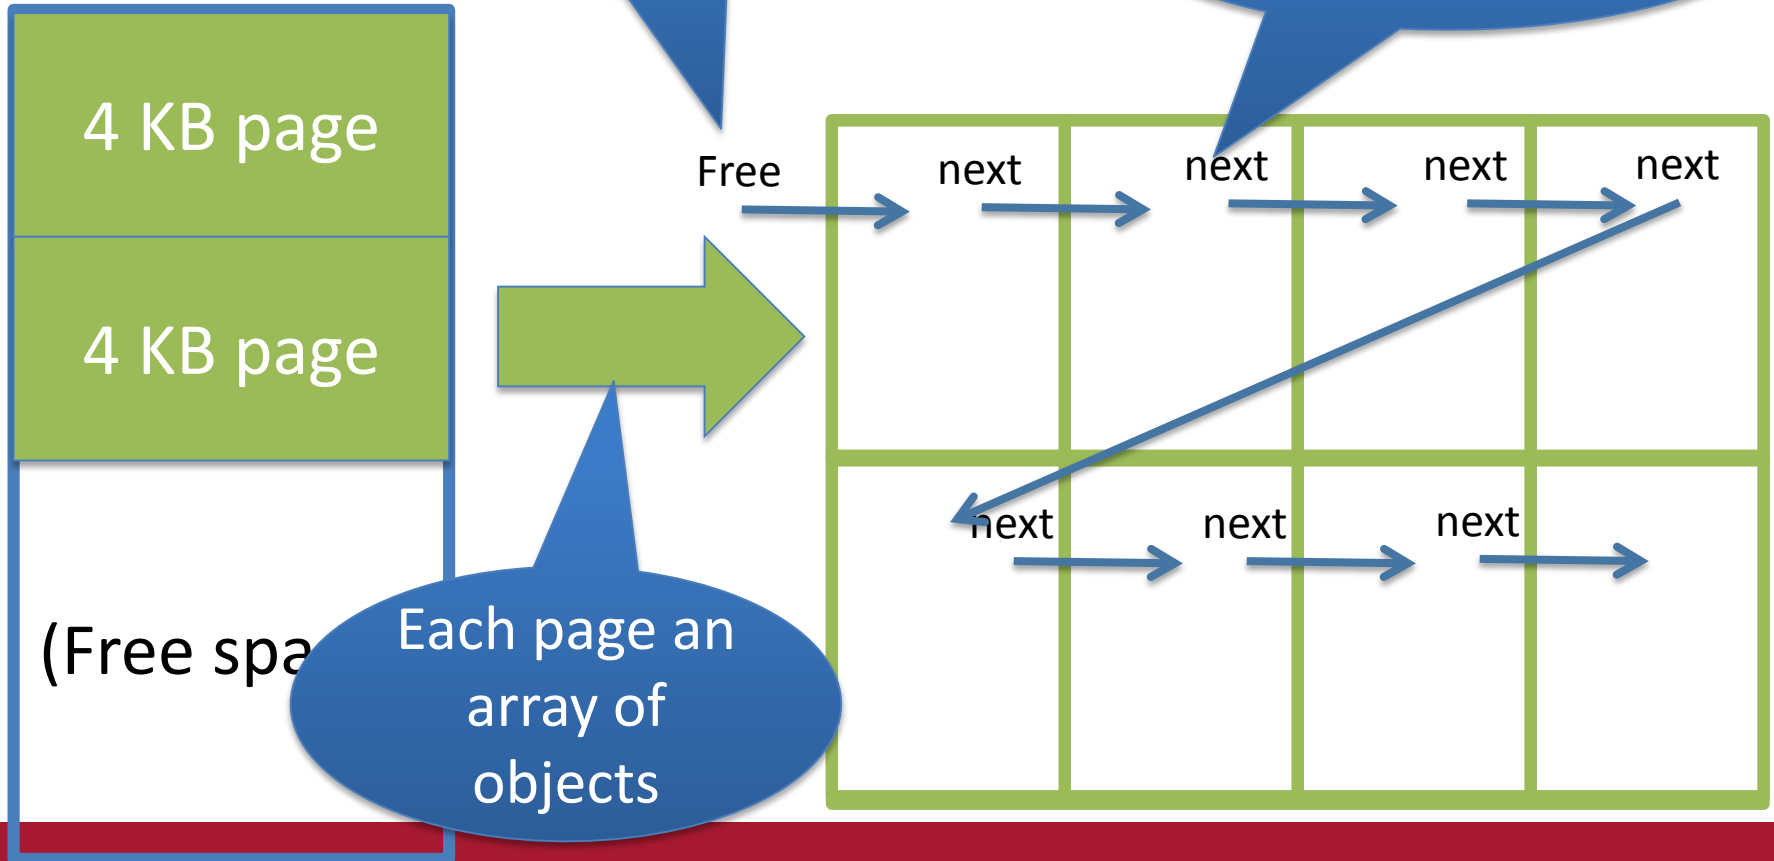 4 KB page
4 KB page
(Free spa
Each page an
array of
objects
Free next next next next
next next next